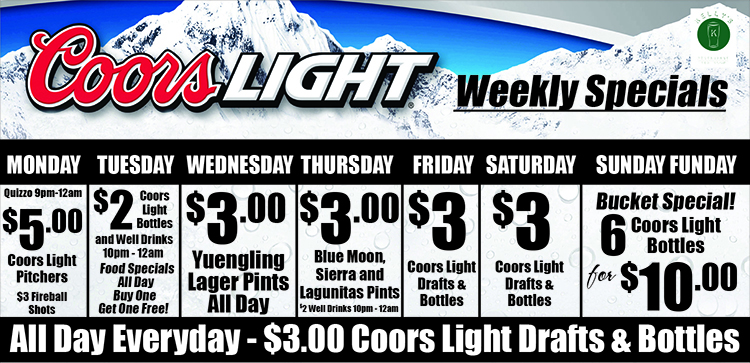 Coors LIGHT
KELLY'S
K
Weekly Specials
MONDAY
Quizzo 9pm-12am
$5.00
Coors Light
Pitchers
$3 Fireball
Shots
TUESDAY
$2 Coors
Light
Bottles
and Well Drinks
10pm - 12am
Food Specials
All Day
Buy One
Get One Free!
WEDNESDAY
$3.00
Yuengling
Lager Pints
All Day
THURSDAY
$3.00
Blue Moon,
Sierra and
Lagunitas Pints
*2 Well Drinks 10pm - 12am
FRIDAY
$3
Coors Light
Drafts &
Bottles
SATURDAY
$3
Coors Light
Drafts &
Bottles
SUNDAY FUNDAY
Bucket Special!
6 Coors Light
Bottles
for $10.00
All Day Everyday - $3.00 Coors Light Drafts & Bottles